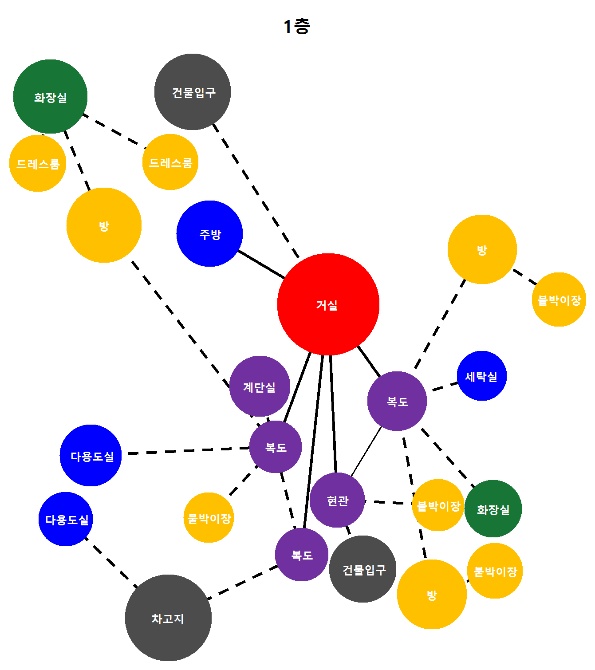 1층
화장실
건물입구
드레스룸
드레스룸
방
주방
방
붙박이장
거실
세탁실
계단실
복도
복도
다용도실
다용도실
붙박이장
현관
붙박이장
화장실
복도
건물입구
붙박이장
방
차고지